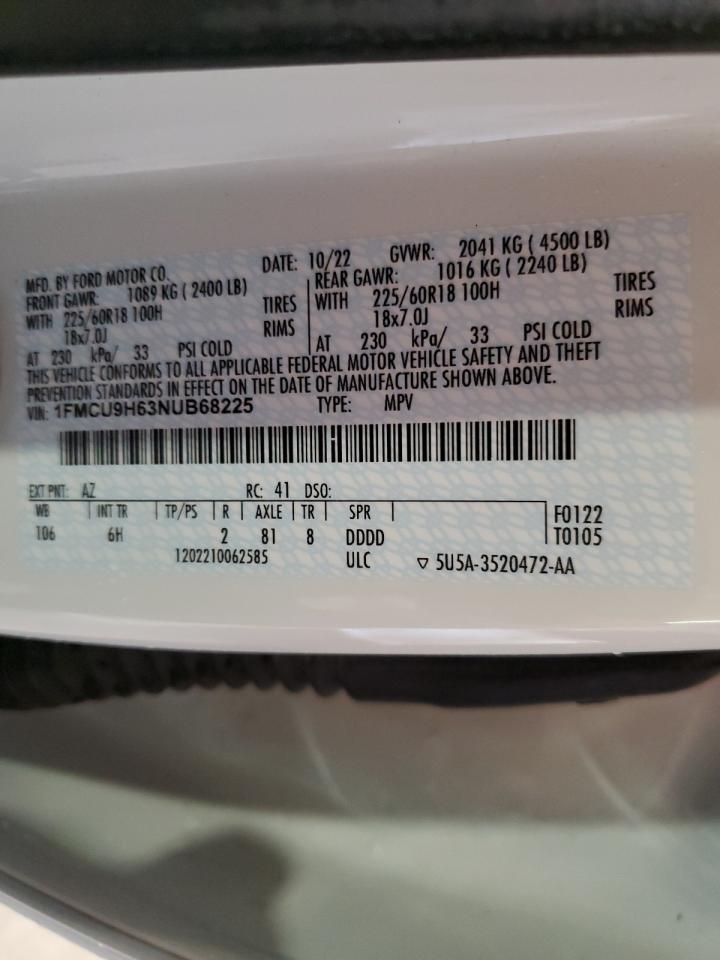 MFD. BY FORD MOTOR CO. DATE: 10/22 GVWR: 2041 KG ( 4500 LB)
FRONT GAWR: 1089 KG ( 2400 LB) REAR GAWR: 1016 KG ( 2240 LB)
WITH 225/60R18 100H TIRES WITH 225/60R18 100H TIRES
18x7.0J RIMS 18x7.0J RIMS
AT 230 kPa/ 33 PSI COLD AT 230 kPa/ 33 PSI COLD
THIS VEHICLE CONFORMS TO ALL APPLICABLE FEDERAL MOTOR VEHICLE SAFETY AND THEFT
PREVENTION STANDARDS IN EFFECT ON THE DATE OF MANUFACTURE SHOWN ABOVE.
VIN: 1FMCU9H63NUB68225 TYPE: MPV
EXT PNT: AZ RC: 41 DSO:
WB INT TR TP/PS R AXLE TR SPR F0122
106 6H 2 81 8 DDDD T0105
1202210062585 ULC ▽ 5U5A-3520472-AA